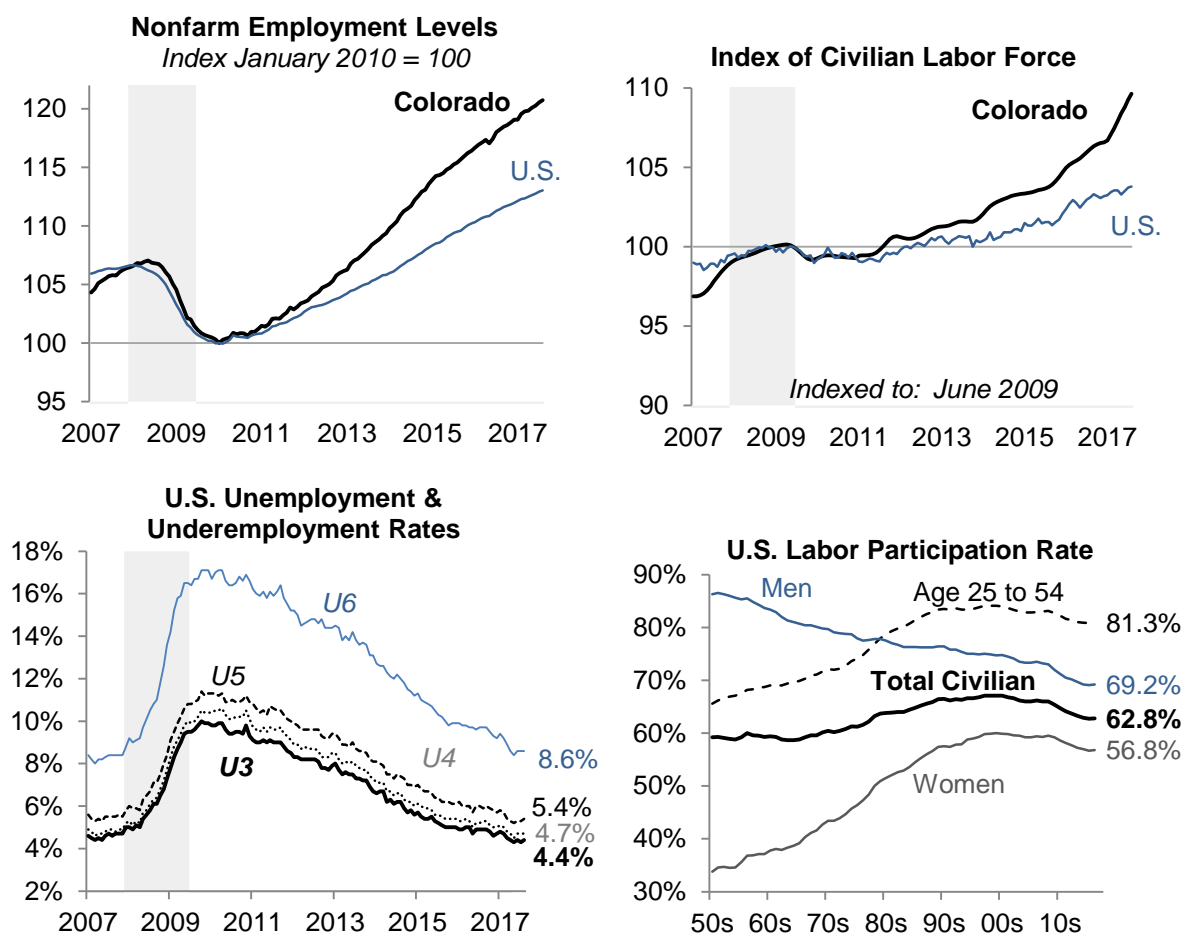 Nonfarm Employment Levels
Index January 2010 = 100
120
115
110
105
100
95
Colorado
U.S.
2007 2009 2011 2013 2015 2017
Index of Civilian Labor Force
110
105
100
95
90
Colorado
U.S.
Indexed to: June 2009
2007 2009 2011 2013 2015 2017
U.S. Unemployment &
Underemployment Rates
18%
16%
14%
12%
10%
8%
6%
4%
2%
U6
U5
U4
U3
8.6%
5.4%
4.7%
4.4%
2007 2009 2011 2013 2015 2017
U.S. Labor Participation Rate
90%
80%
70%
60%
50%
40%
30%
Men
Age 25 to 54
Total Civilian
Women
81.3%
69.2%
62.8%
56.8%
50s 60s 70s 80s 90s 00s 10s